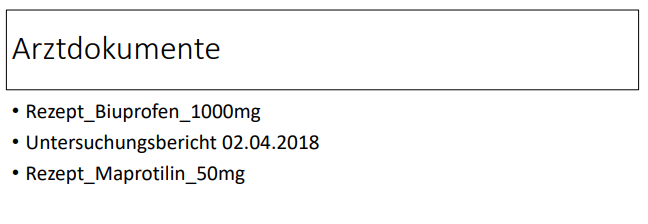 Arztdokumente
• Rezept_Biuprofen_1000mg
• Untersuchungsbericht 02.04.2018
• Rezept_Maprotilin_50mg